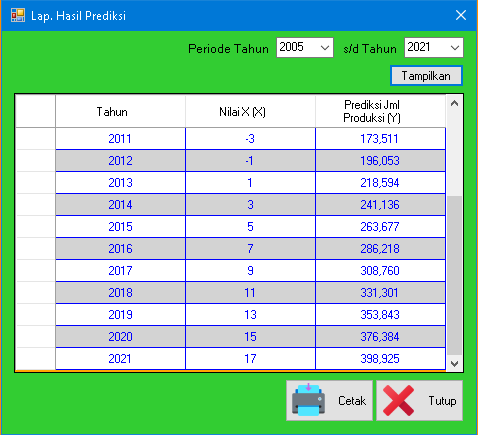 Lap. Hasil Prediksi
Periode Tahun 2005 s/d Tahun 2021
Tampilkan
Tahun Nilai X (X) Prediksi Jml Produksi (Y)
2011 -3 173,511
2012 -1 196,053
2013 1 218,594
2014 3 241,136
2015 5 263,677
2016 7 286,218
2017 9 308,760
2018 11 331,301
2019 13 353,843
2020 15 376,384
2021 17 398,925
Cetak Tutup